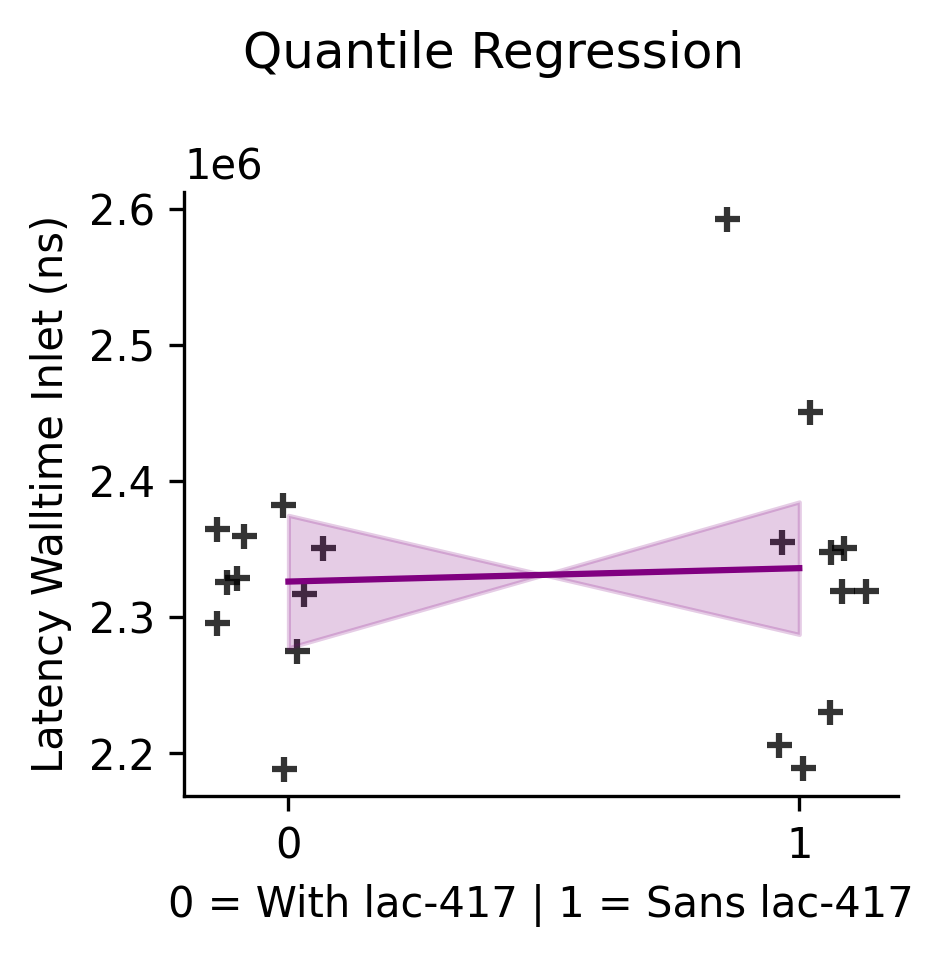 Quantile Regression
1e6
2.6
2.5
2.4
2.3
2.2
Latency Walltime Inlet (ns)
0 1
0 = With lac-417 | 1 = Sans lac-417